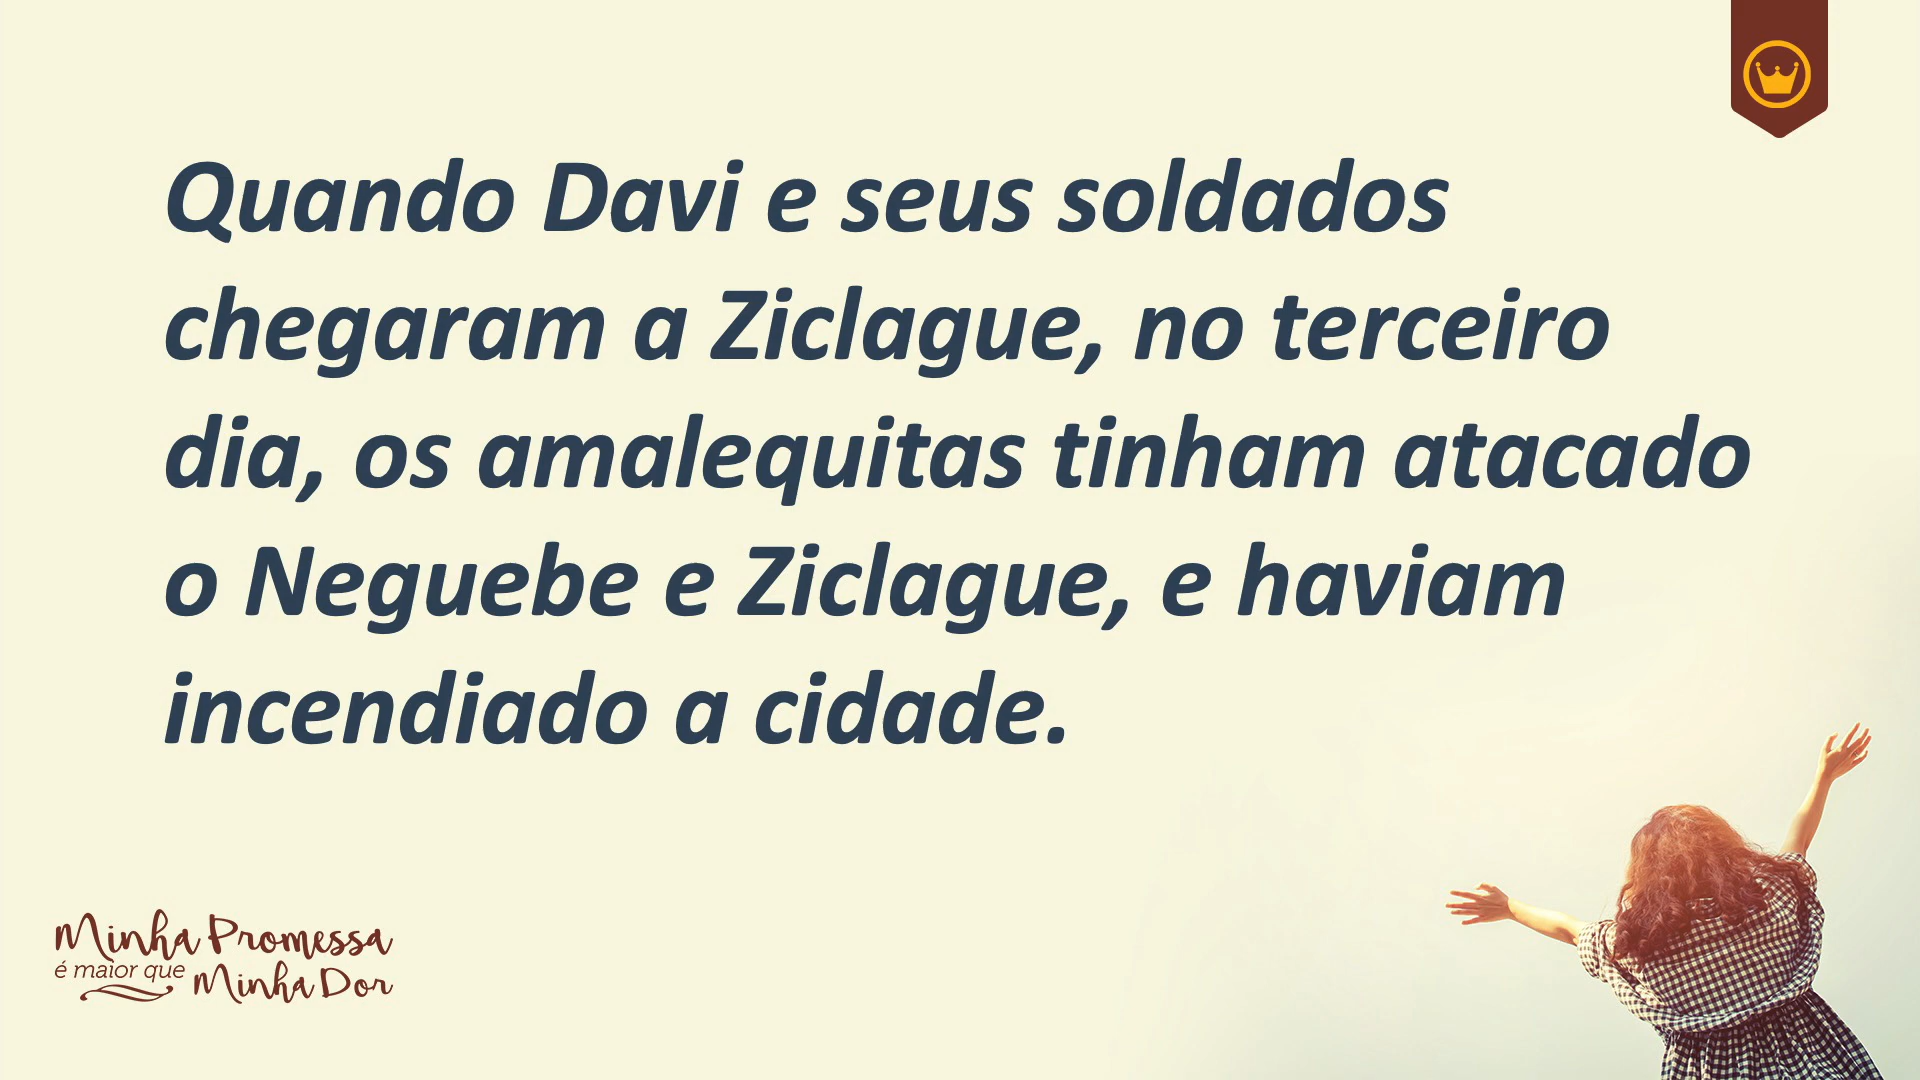 Quando Davi e seus soldados
chegaram a Ziclague, no terceiro
dia, os amalequitas tinham atacado
o Neguebe e Ziclague, e haviam
incendiado a cidade.
Minha Promessa
é maior que Minha Dor